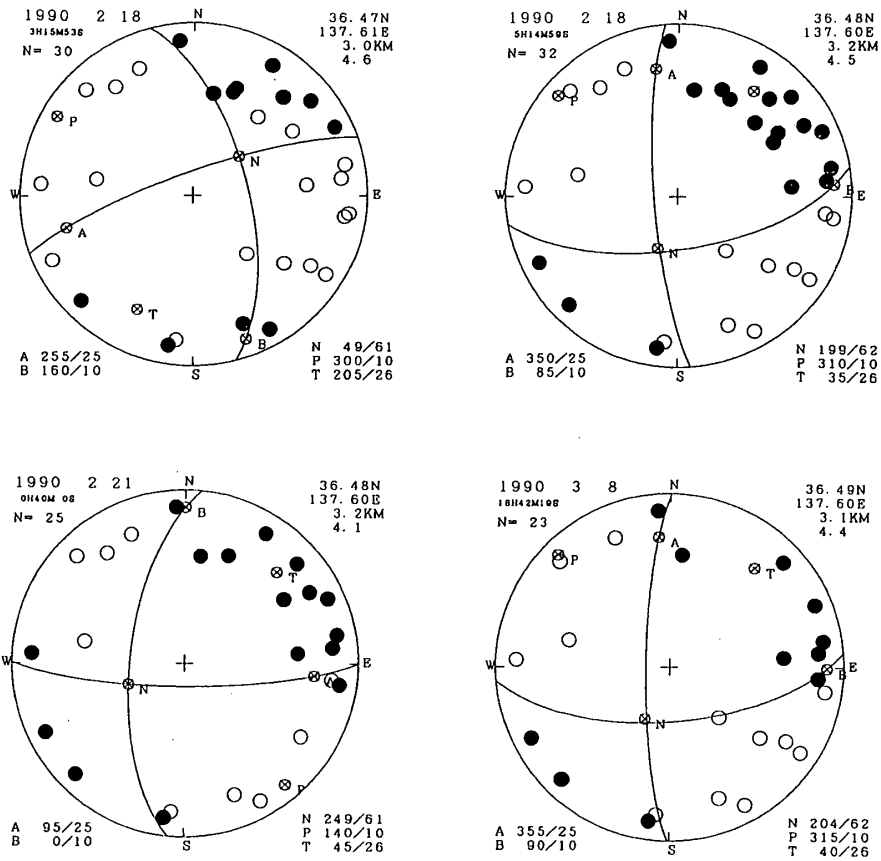 1990 2 18
3H15M53S
N= 30
36.47N
137.61E
3.0KM
4.6
N
P
N
W
E
A
T
B
S
A 255/25
B 160/10
N 49/61
P 300/10
T 205/26
1990 2 18
5H14M59S
N= 32
36.48N
137.60E
3.2KM
4.5
N
A
P
W
B
E
N
S
A 350/25
B 85/10
N 199/62
P 310/10
T 35/26
1990 2 21
0H40M 0S
N= 25
36.48N
137.60E
3.2KM
4.1
N
B
T
W
E
N
A
P
S
A 95/25
B 0/10
N 249/61
P 140/10
T 45/26
1990 3 8
18H42M19S
N= 23
36.49N
137.60E
3.1KM
4.4
N
A
P
T
W
E
B
N
S
A 355/25
B 90/10
N 204/62
P 315/10
T 40/26